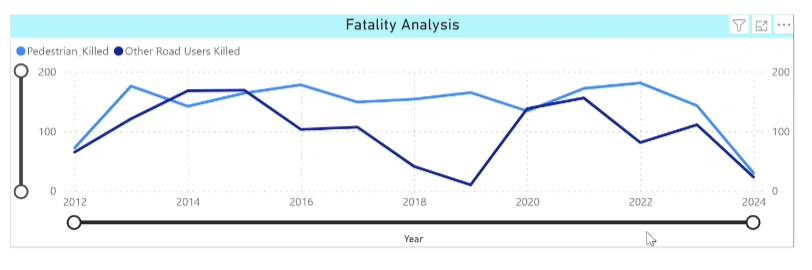 Fatality Analysis
Pedestrian_Killed Other Road Users Killed
200 200
100 100
0 0
2012 2014 2016 2018 2020 2022 2024
Year